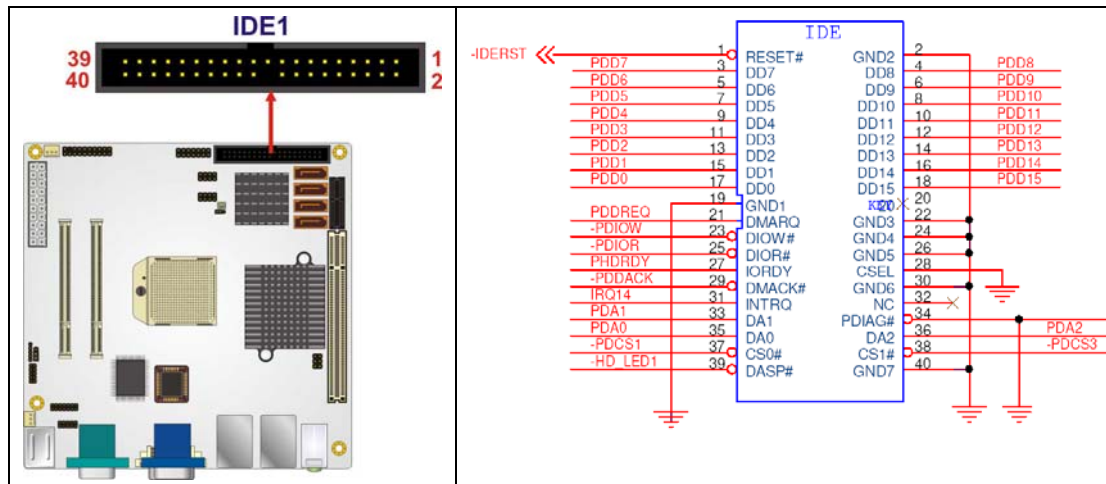 IDE1
39 1
40 2
IDE
-IDERST 1 RESET# GND2 2
PDD7 3 DD7 DD8 4 PDD8
PDD6 5 DD6 DD9 6 PDD9
PDD5 7 DD5 DD10 8 PDD10
PDD4 9 DD4 DD11 10 PDD11
PDD3 11 DD3 DD12 12 PDD12
PDD2 13 DD2 DD13 14 PDD13
PDD1 15 DD1 DD14 16 PDD14
PDD0 17 DD0 DD15 18 PDD15
19 GND1 20
PDDREQ 21 DMARQ GND3 22
-PDIOW 23 DIOW# GND4 24
-PDIOR 25 DIOR# GND5 26
PHDRDY 27 IORDY CSEL 28
-PDDACK 29 DMACK# GND6 30
IRQ14 31 INTRQ NC 32
PDA1 33 DA1 PDIAG# 34
PDA0 35 DA0 DA2 36 PDA2
-PDCS1 37 CS0# CS1# 38 -PDCS3
-HD_LED1 39 DASP# GND7 40